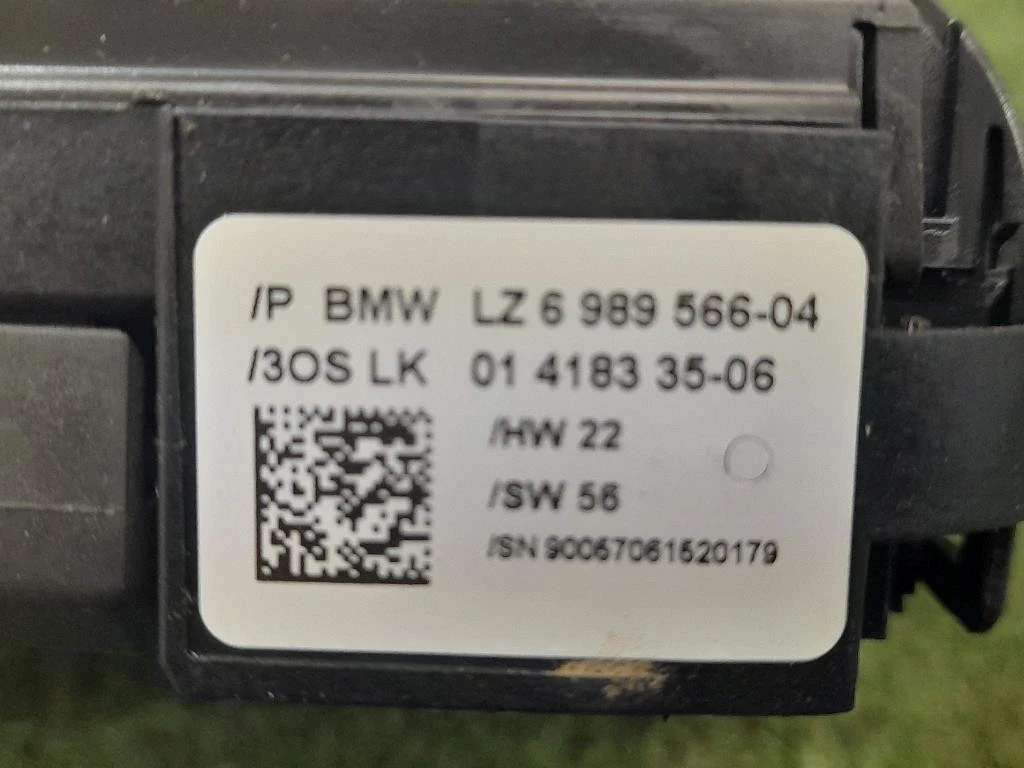 /P BMW LZ 6 989 566-04
/3OS LK 01 4183 35-06
/HW 22
/SW 56
/SN 90067061520179